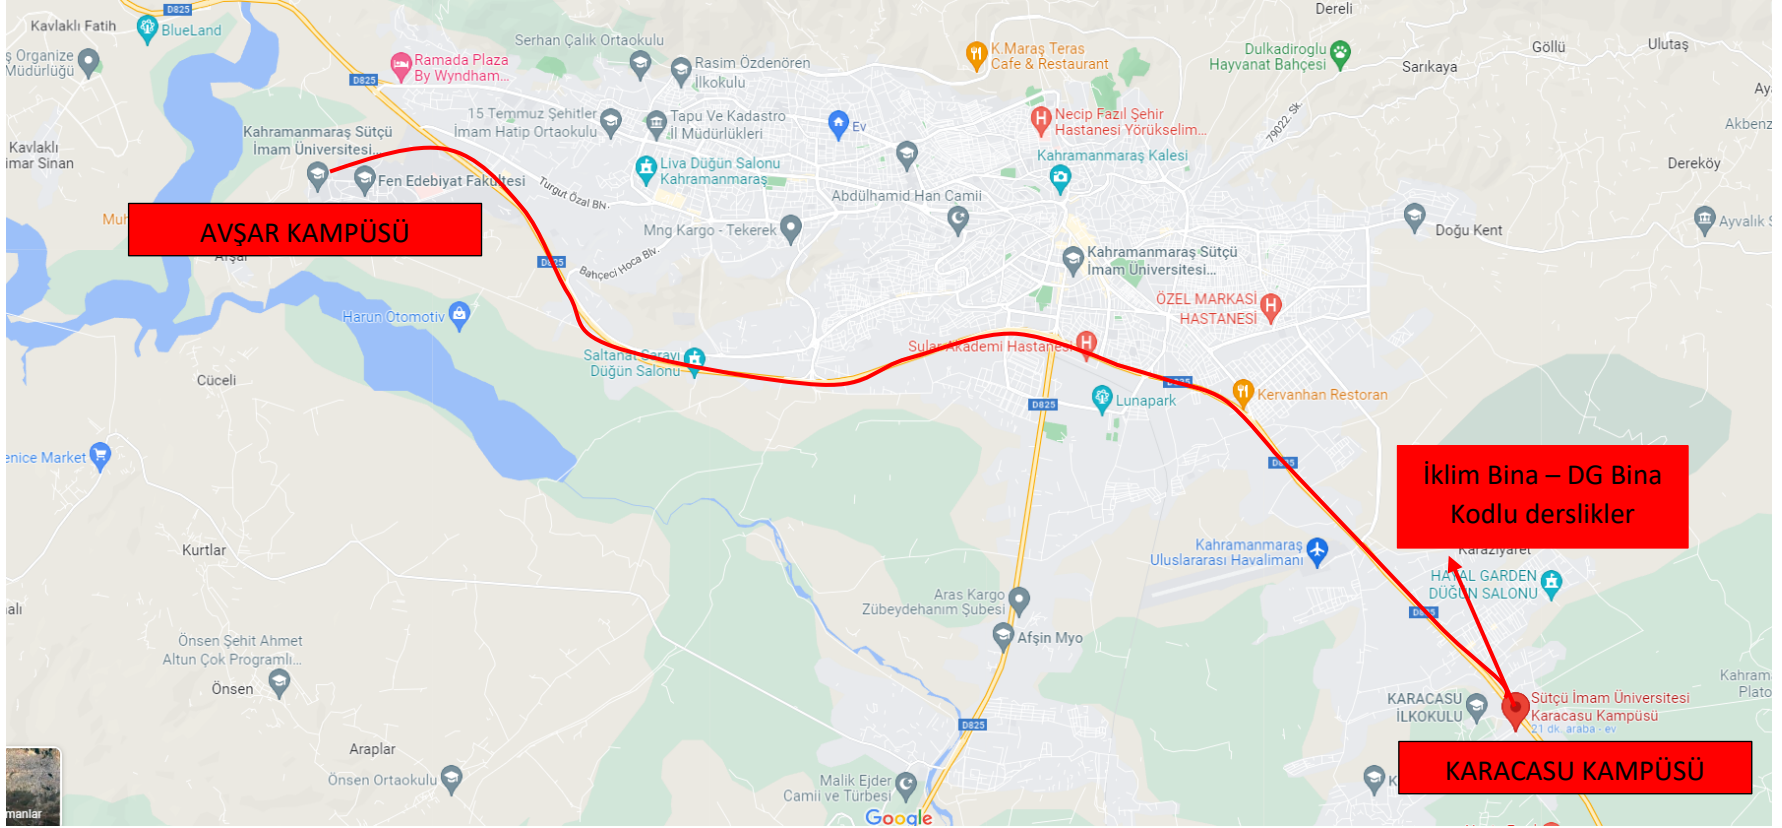 Kavlaklı Fatih
D825
BlueLand
Dereli
Serhan Çalık Ortaokulu
K.Maraş Teras
Cafe & Restaurant
Dulkadiroglu
Hayvanat Bahçesi
Göllü
Ulutaş
ş Organize
Müdürlüğü
D825
Ramada Plaza
By Wyndham...
Rasim Özdenören
İlkokulu
Sarıkaya
15 Temmuz Şehitler
İmam Hatip Ortaokulu
Tapu Ve Kadastro
İl Müdürlükleri
Ev
Necip Fazıl Şehir
Hastanesi Yörükselim...
79022. Sk.
Akbenz
Kavlaklı
imar Sinan
Kahramanmaraş Sütçü
İmam Üniversitesi...
Fen Edebiyat Fakültesi
Liva Düğün Salonu
Kahramanmaraş
Kahramanmaraş Kalesi
Dereköy
Turgut Özal BN.
Abdülhamid Han Camii
AVŞAR KAMPÜSÜ
Mng Kargo - Tekerek
Doğu Kent
Ayvalık S
D825
Bahçeci Hoca Blv.
Kahramanmaraş Sütçü
İmam Üniversitesi...
Harun Otomotiv
ÖZEL MARKASİ
HASTANESİ
Saltanat Sarayı
Düğün Salonu
Sular Akademi Hastanesi
Cüceli
D825
D825
Lunapark
Kervanhan Restoran
enice Market
D825
İklim Bina – DG Bina
Kodlu derslikler
Kurtlar
Kahramanmaraş
Uluslararası Havalimanı
Karaziyaret
HAYAL GARDEN
DÜĞÜN SALONU
Aras Kargo
Zübeydehanım Şubesi
D825
Afşin Myo
Önsen Şehit Ahmet
Altun Çok Programlı...
Önsen
KARACASU
İLKOKULU
Sütçü İmam Üniversitesi
Karacasu Kampüsü
21 dk. araba - ev
Kahram
Plato
D825
Araplar
Önsen Ortaokulu
Malik Ejder
Camii ve Türbesi
KARACASU KAMPÜSÜ
manlar
Google